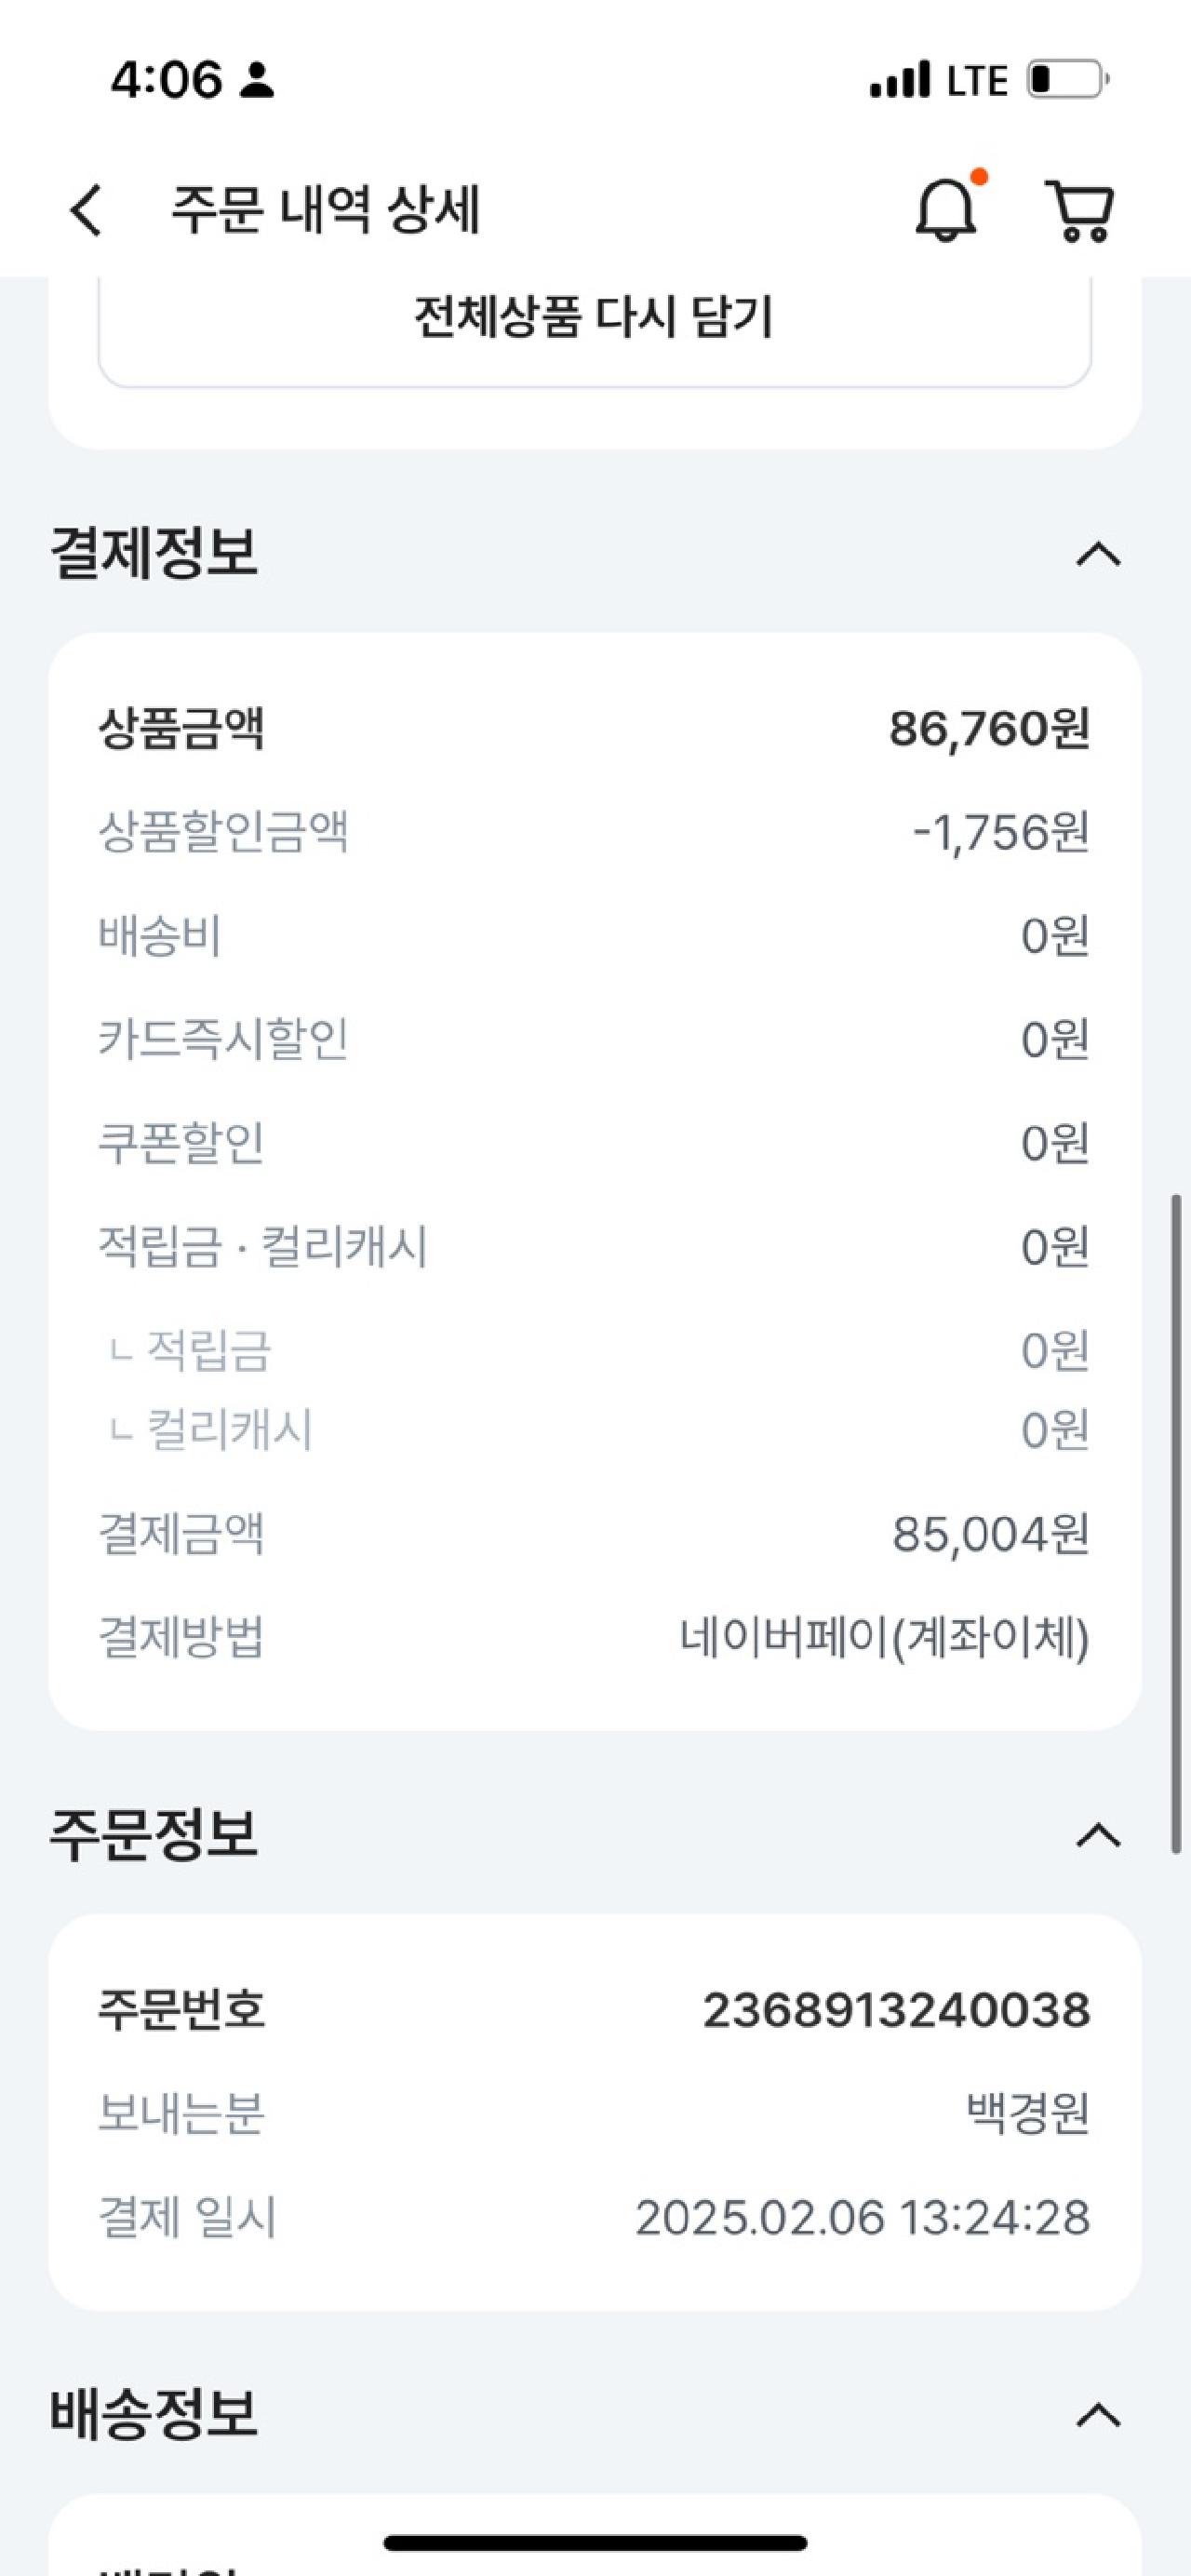 4:06 LTE
주문 내역 상세
전체상품 다시 담기
결제정보
상품금액 86,760원
상품할인금액 -1,756원
배송비 0원
카드즉시할인 0원
쿠폰할인 0원
적립금 · 컬리캐시 0원
ㄴ 적립금 0원
ㄴ 컬리캐시 0원
결제금액 85,004원
결제방법 네이버페이(계좌이체)
주문정보
주문번호 2368913240038
보내는분 백경원
결제 일시 2025.02.06 13:24:28
배송정보